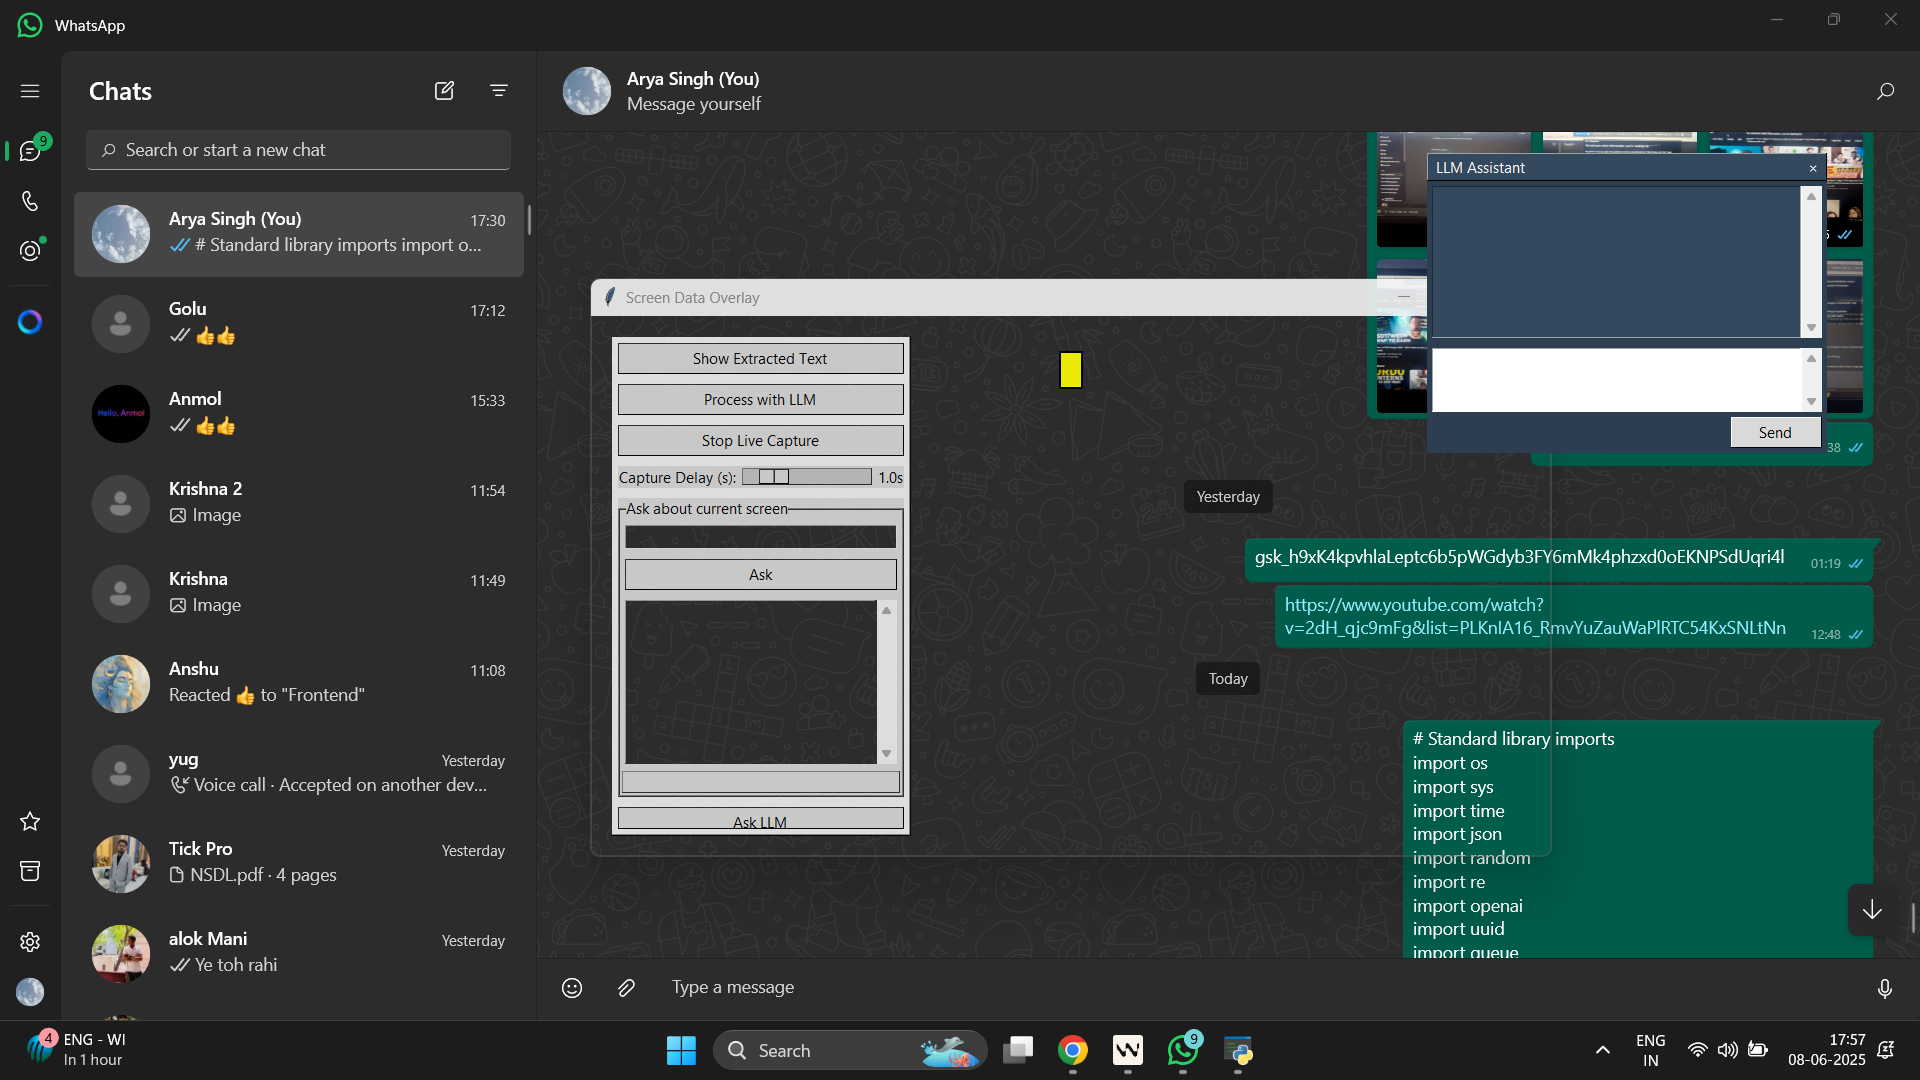 WhatsApp
9
Chats
Search or start a new chat
Arya Singh (You)
17:30
# Standard library imports import o...
Golu
17:12
👍👍
Hello, Anmol
Anmol
15:33
👍👍
Krishna 2
11:54
Image
Krishna
11:49
Image
Anshu
11:08
Reacted 👍 to "Frontend"
yug
Yesterday
Voice call · Accepted on another dev...
Tick Pro
Yesterday
NSDL.pdf · 4 pages
alok Mani
Yesterday
Ye toh rahi
Arya Singh (You)
Message yourself
LLM Assistant
Send
38
Screen Data Overlay
Show Extracted Text
Process with LLM
Stop Live Capture
Capture Delay (s):
1.0s
Ask about current screen
Ask
Ask LLM
Yesterday
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
01:19
https://www.youtube.com/watch?
v=2dH_qjc9mFg&list=PLKnIA16_RmvYuZauWaPlRTC54KxSNLtNn
12:48
Today
# Standard library imports
import os
import sys
import time
import json
import random
import re
import openai
import uuid
import queue
Type a message
4
ENG - WI
In 1 hour
Search
9
ENG
IN
17:57
08-06-2025